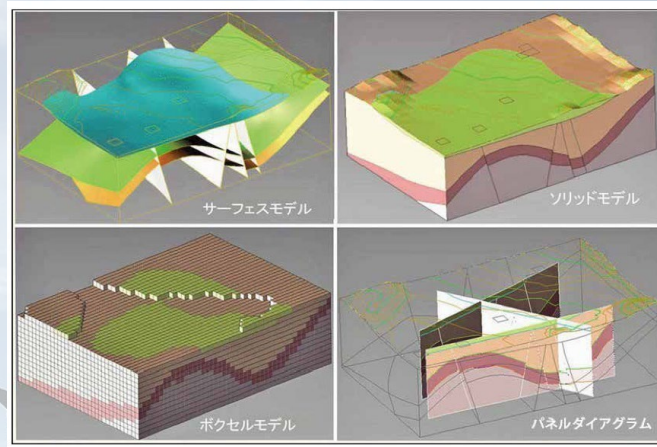 サーフェスモデル
ソリッドモデル
ボクセルモデル
パネルダイアグラム